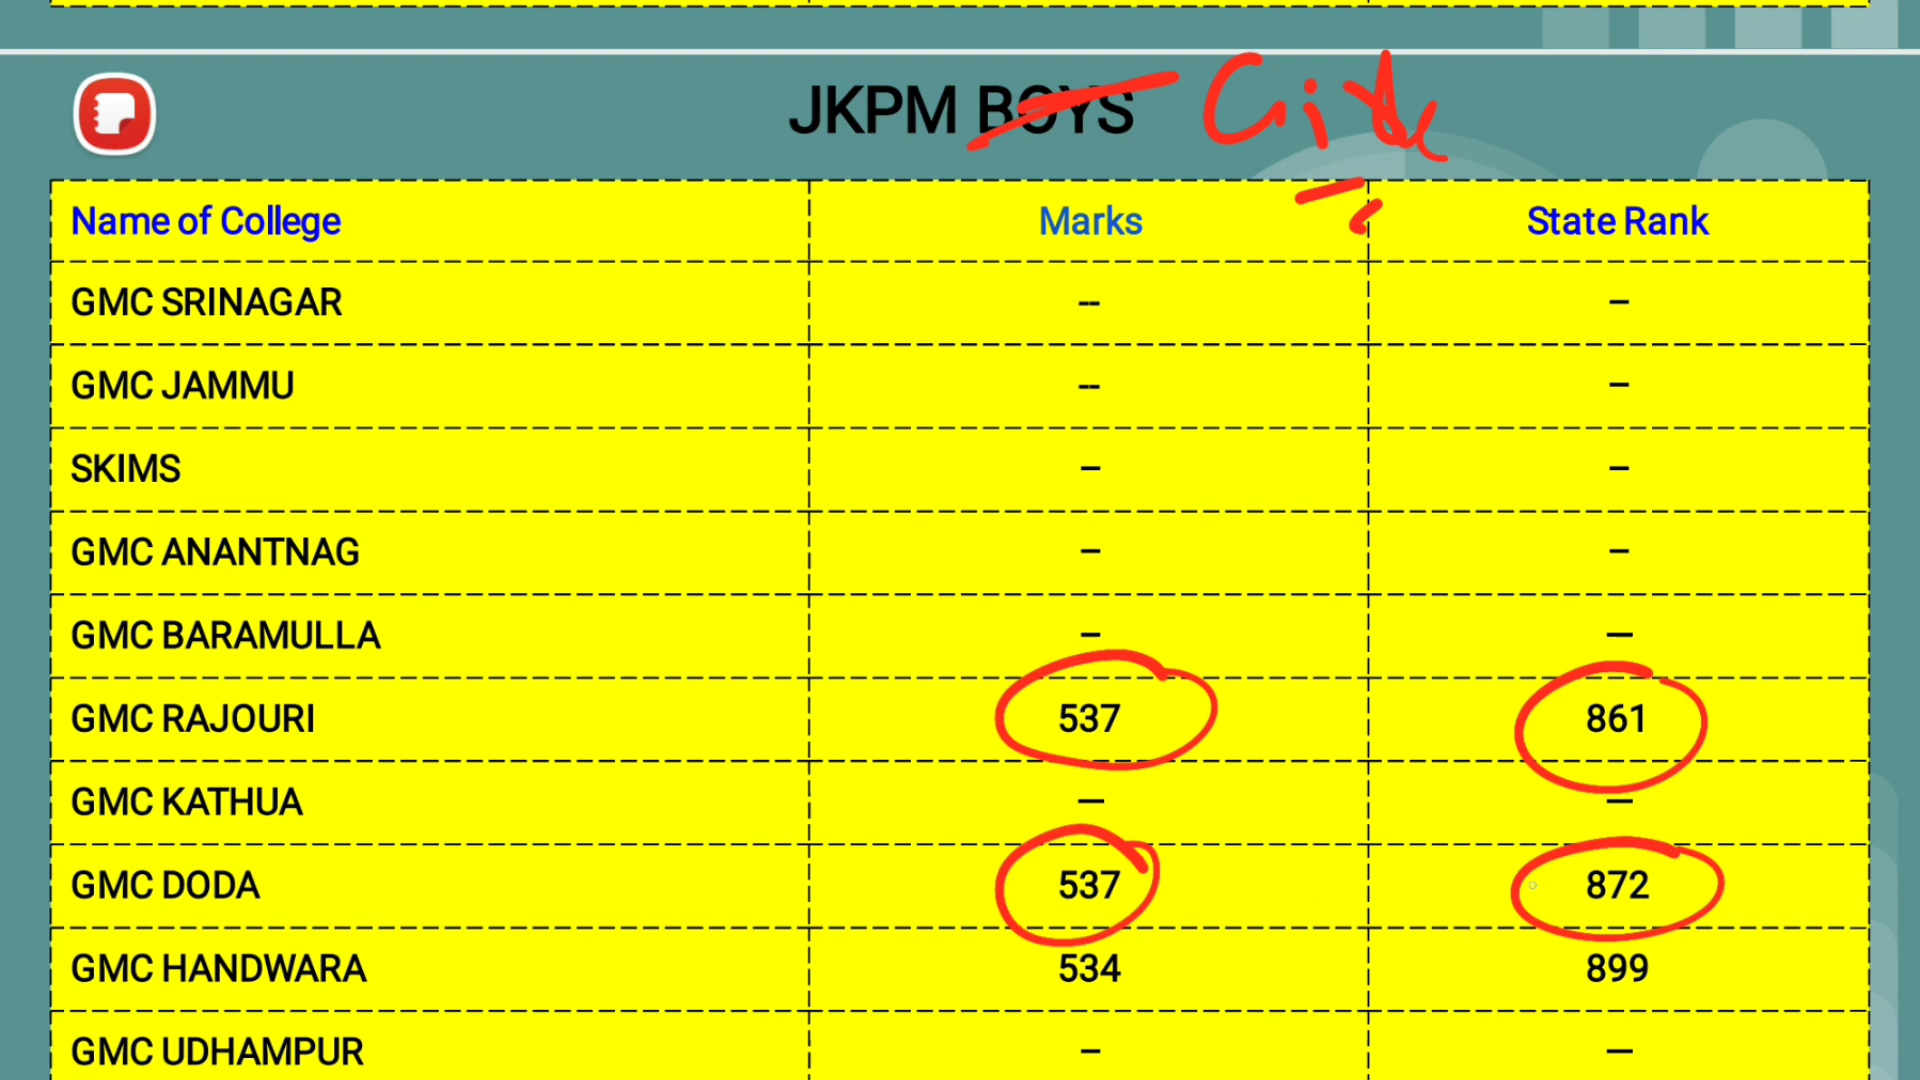 JKPM BOYS
Name of College Marks State Rank
GMC SRINAGAR -- –
GMC JAMMU -- –
SKIMS – –
GMC ANANTNAG – –
GMC BARAMULLA – —
GMC RAJOURI 537 861
GMC KATHUA — —
GMC DODA 537 872
GMC HANDWARA 534 899
GMC UDHAMPUR – —